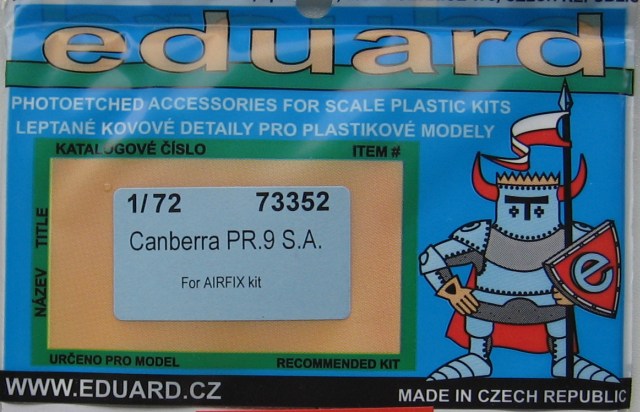 eduard
PHOTOETCHED ACCESSORIES FOR SCALE PLASTIC KITS
LEPTANÉ KOVOVÉ DETAILY PRO PLASTIKOVÉ MODELY
KATALOGOVÉ ČÍSLO ITEM #
NÁZEV TITLE
1/72 73352
Canberra PR.9 S.A.
For AIRFIX kit
e
URČENO PRO MODEL RECOMMENDED KIT
WWW.EDUARD.CZ MADE IN CZECH REPUBLIC